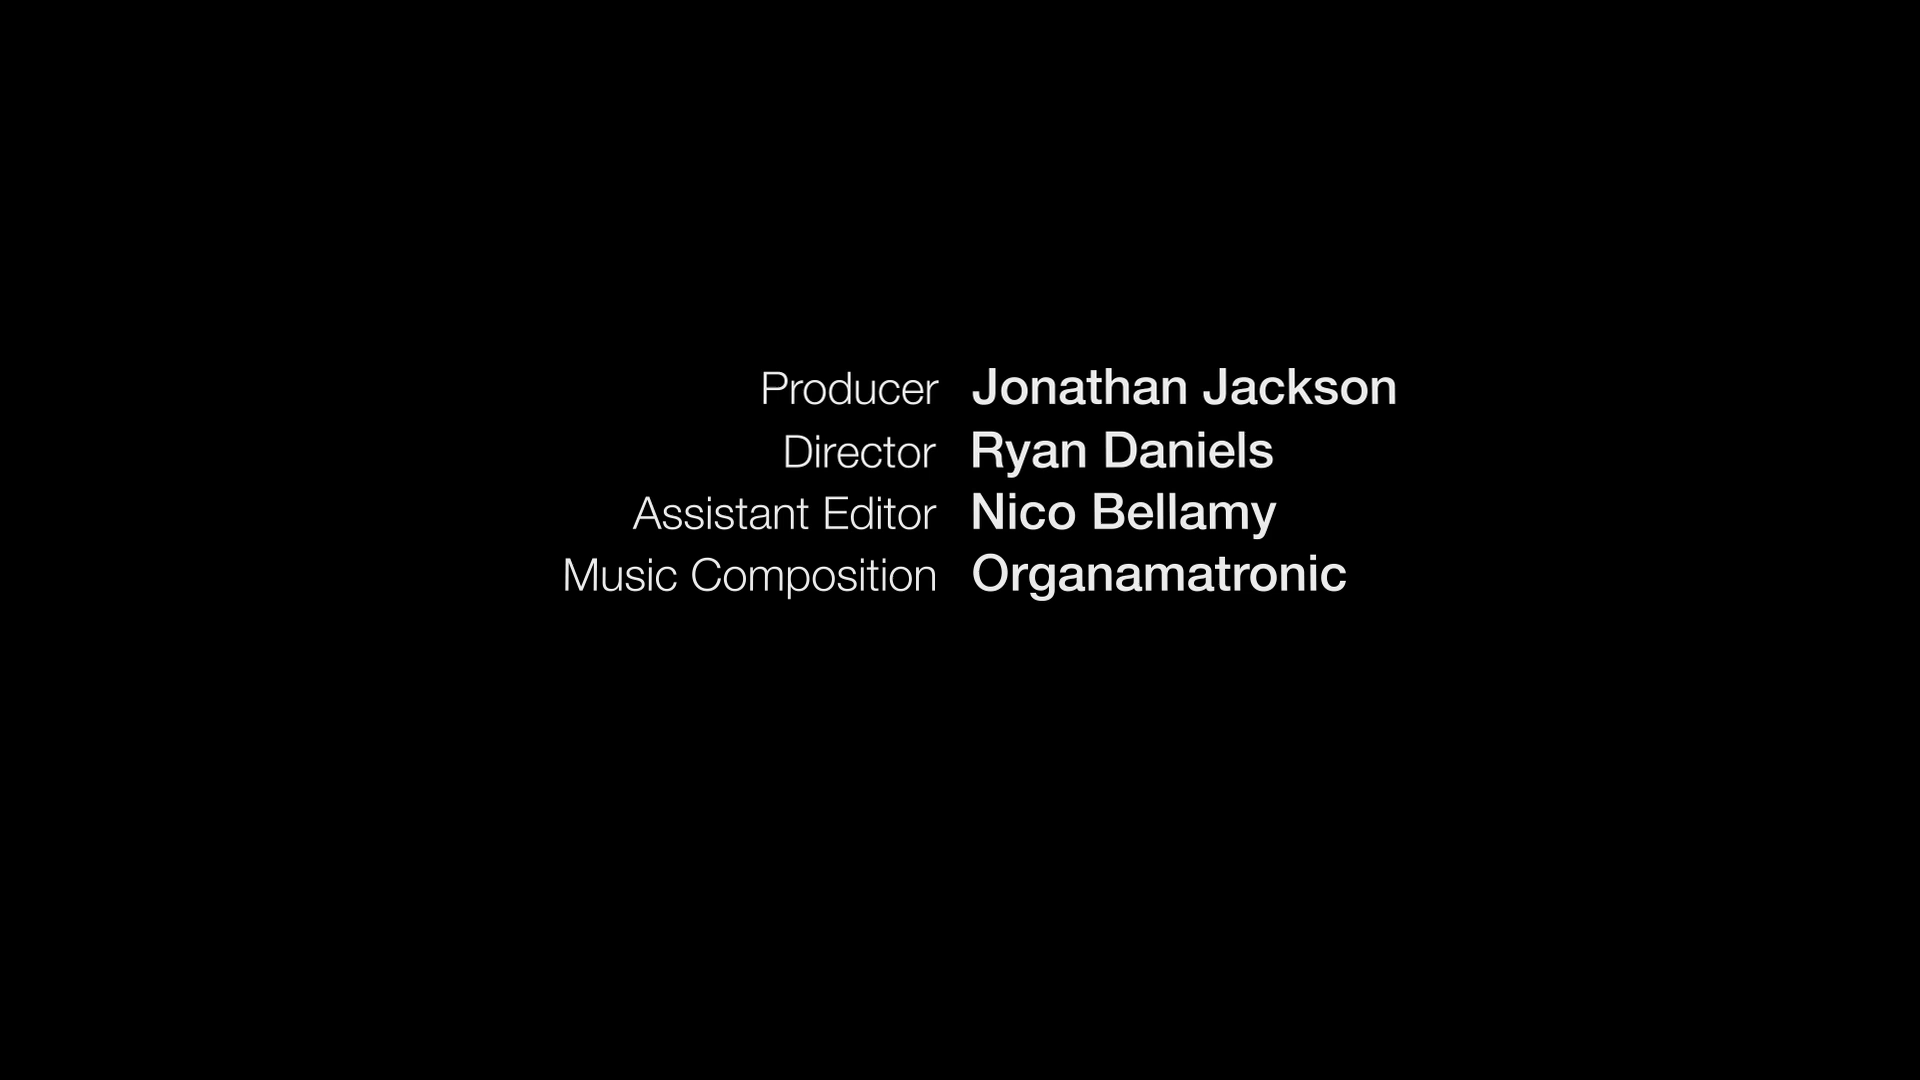 Producer Jonathan Jackson
Director Ryan Daniels
Assistant Editor Nico Bellamy
Music Composition Organamatronic